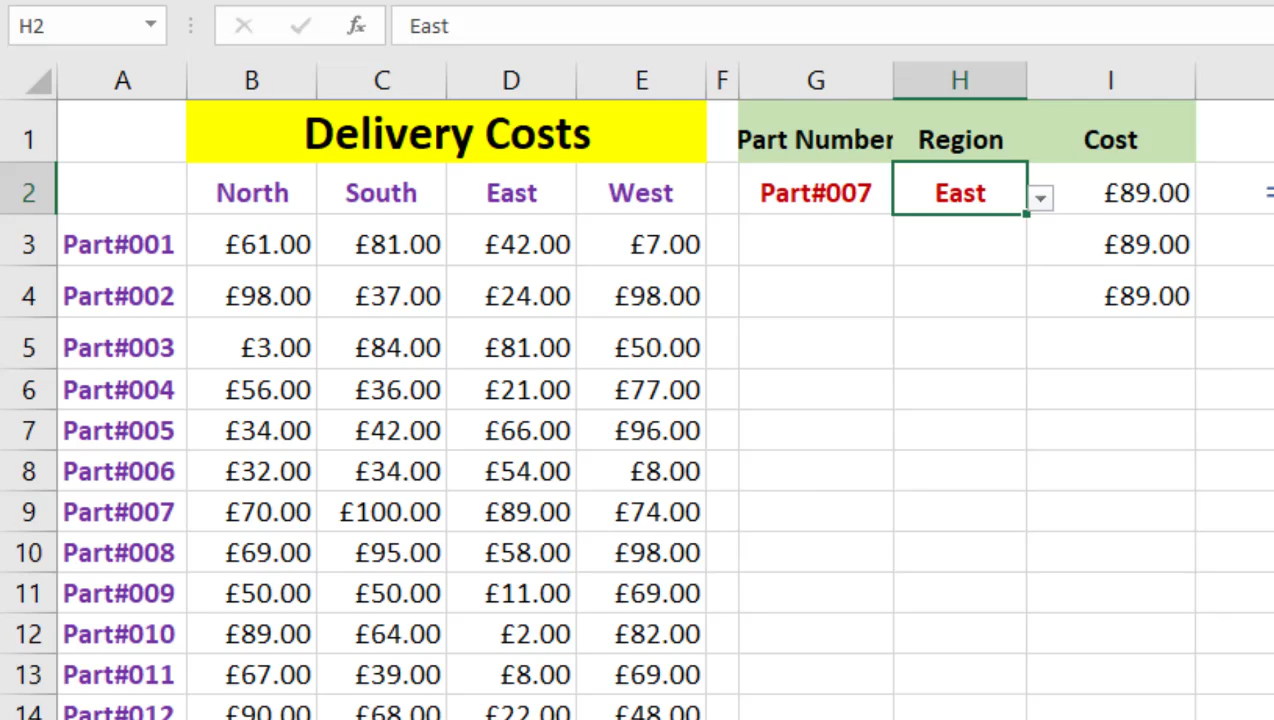 H2 fx East
A B C D E F G H I
1 Delivery Costs Part Number Region Cost
2 North South East West Part#007 East £89.00 =
3 Part#001 £61.00 £81.00 £42.00 £7.00 £89.00
4 Part#002 £98.00 £37.00 £24.00 £98.00 £89.00
5 Part#003 £3.00 £84.00 £81.00 £50.00
6 Part#004 £56.00 £36.00 £21.00 £77.00
7 Part#005 £34.00 £42.00 £66.00 £96.00
8 Part#006 £32.00 £34.00 £54.00 £8.00
9 Part#007 £70.00 £100.00 £89.00 £74.00
10 Part#008 £69.00 £95.00 £58.00 £98.00
11 Part#009 £50.00 £50.00 £11.00 £69.00
12 Part#010 £89.00 £64.00 £2.00 £82.00
13 Part#011 £67.00 £39.00 £8.00 £69.00
14 Part#012 £90.00 £68.00 £22.00 £48.00